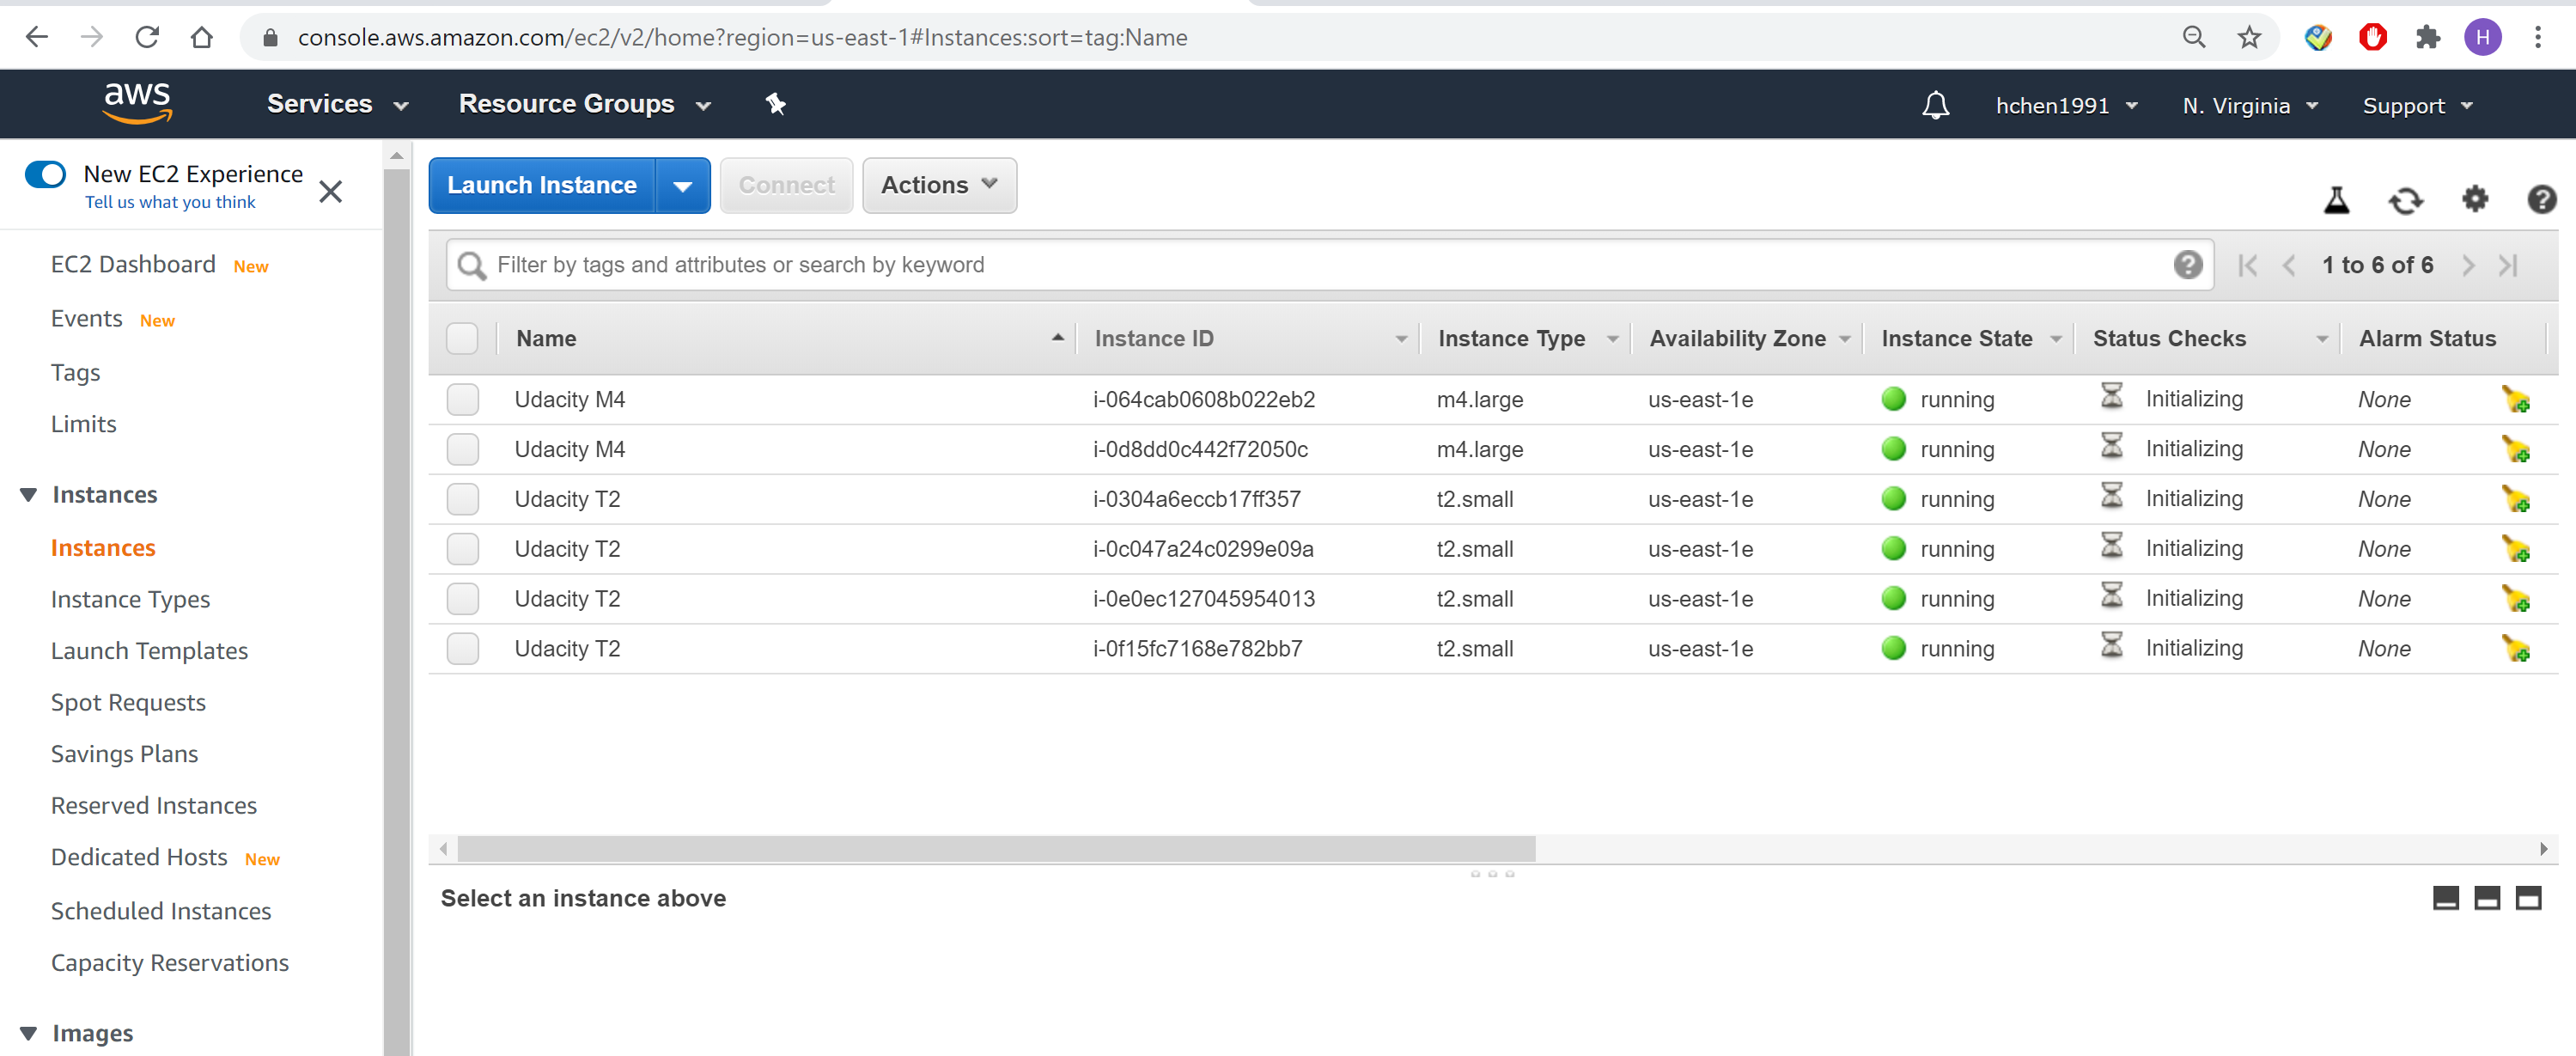 console.aws.amazon.com/ec2/v2/home?region=us-east-1#Instances:sort=tag:Name
H
aws
Services
Resource Groups
hchen1991
N. Virginia
Support
New EC2 Experience
Tell us what you think
EC2 Dashboard New
Events New
Tags
Limits
Instances
Instances
Instance Types
Launch Templates
Spot Requests
Savings Plans
Reserved Instances
Dedicated Hosts New
Scheduled Instances
Capacity Reservations
Images
Launch Instance
Connect
Actions
Filter by tags and attributes or search by keyword
1 to 6 of 6
Name Instance ID Instance Type Availability Zone Instance State Status Checks Alarm Status
Udacity M4 i-064cab0608b022eb2 m4.large us-east-1e running Initializing None
Udacity M4 i-0d8dd0c442f72050c m4.large us-east-1e running Initializing None
Udacity T2 i-0304a6eccb17ff357 t2.small us-east-1e running Initializing None
Udacity T2 i-0c047a24c0299e09a t2.small us-east-1e running Initializing None
Udacity T2 i-0e0ec127045954013 t2.small us-east-1e running Initializing None
Udacity T2 i-0f15fc7168e782bb7 t2.small us-east-1e running Initializing None
Select an instance above